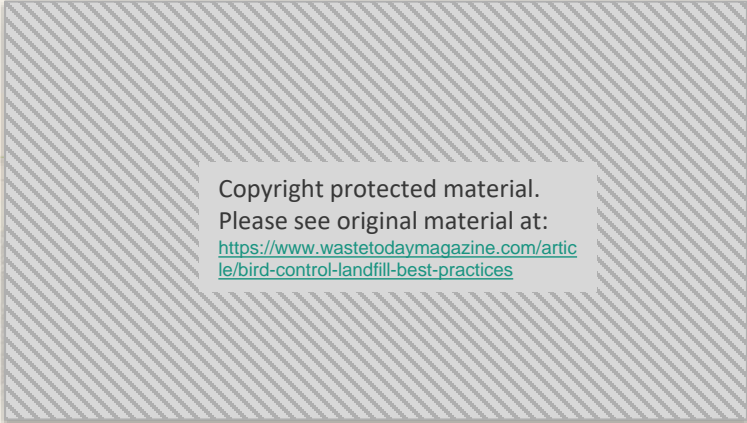 Copyright protected material.
Please see original material at:
https://www.wastetodaymagazine.com/artic
le/bird-control-landfill-best-practices